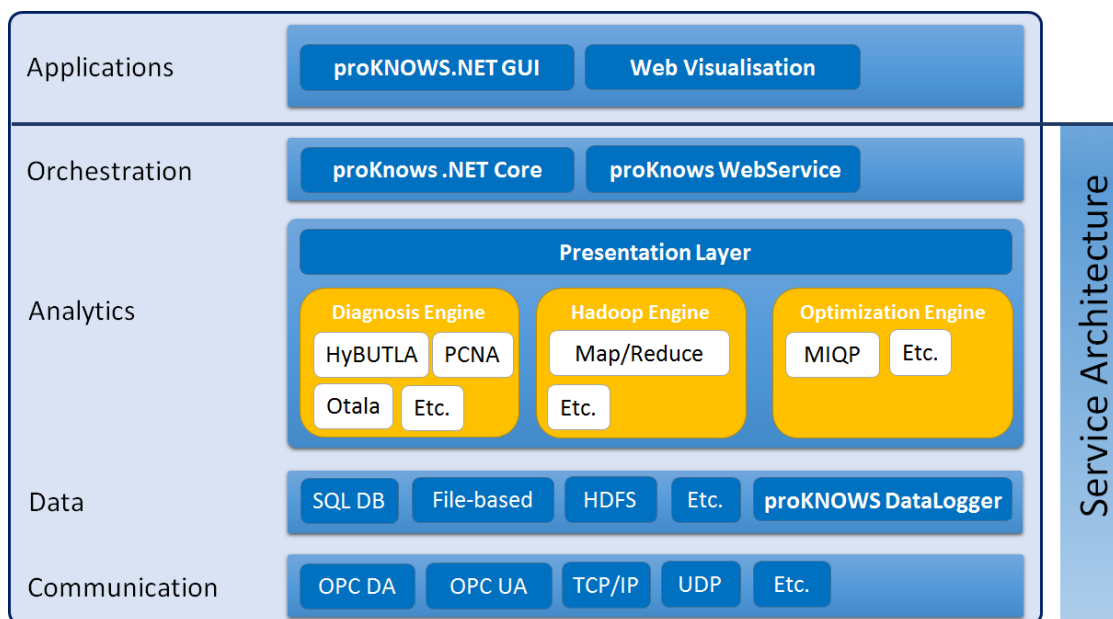 Applications
proKNOWS.NET GUI
Web Visualisation
Orchestration
proKnows .NET Core
proKnows WebService
Analytics
Presentation Layer
Diagnosis Engine
HyBUTLA
PCNA
Otala
Etc.
Hadoop Engine
Map/Reduce
Etc.
Optimization Engine
MIQP
Etc.
Data
SQL DB
File-based
HDFS
Etc.
proKNOWS DataLogger
Communication
OPC DA
OPC UA
TCP/IP
UDP
Etc.
Service Architecture